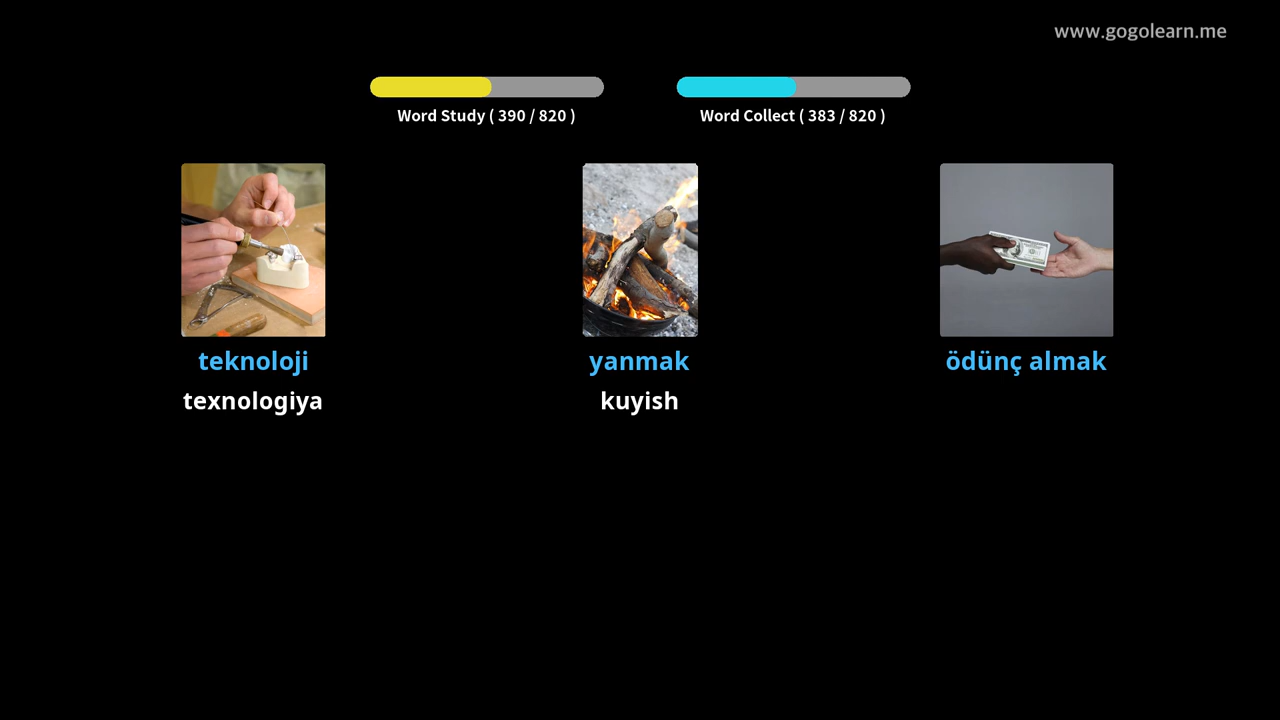 www.gogolearn.me
Word Study ( 390 / 820 )
Word Collect ( 383 / 820 )
teknoloji
yanmak
ödünç almak
texnologiya
kuyish